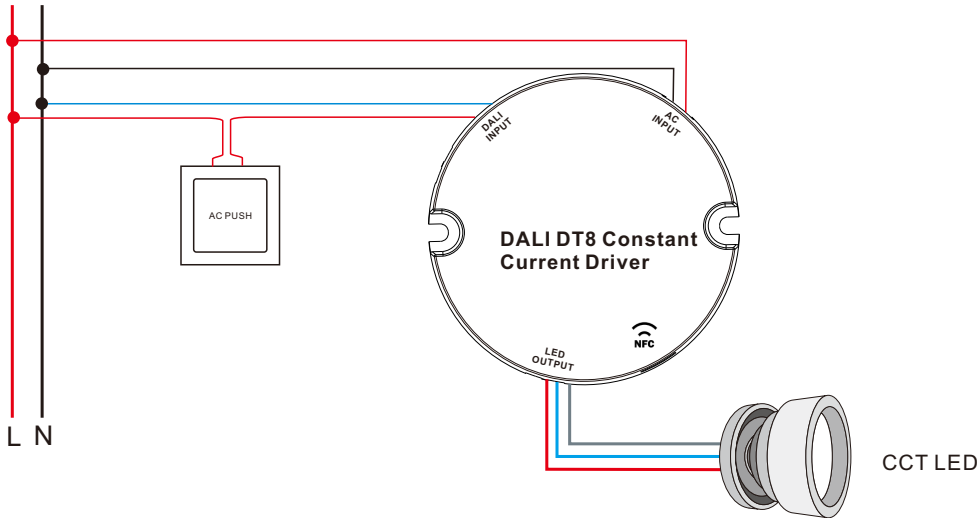 DALI
INPUT
AC
INPUT
AC PUSH
DALI DT8 Constant
Current Driver
NFC
LED
OUTPUT
L N
CCT LED